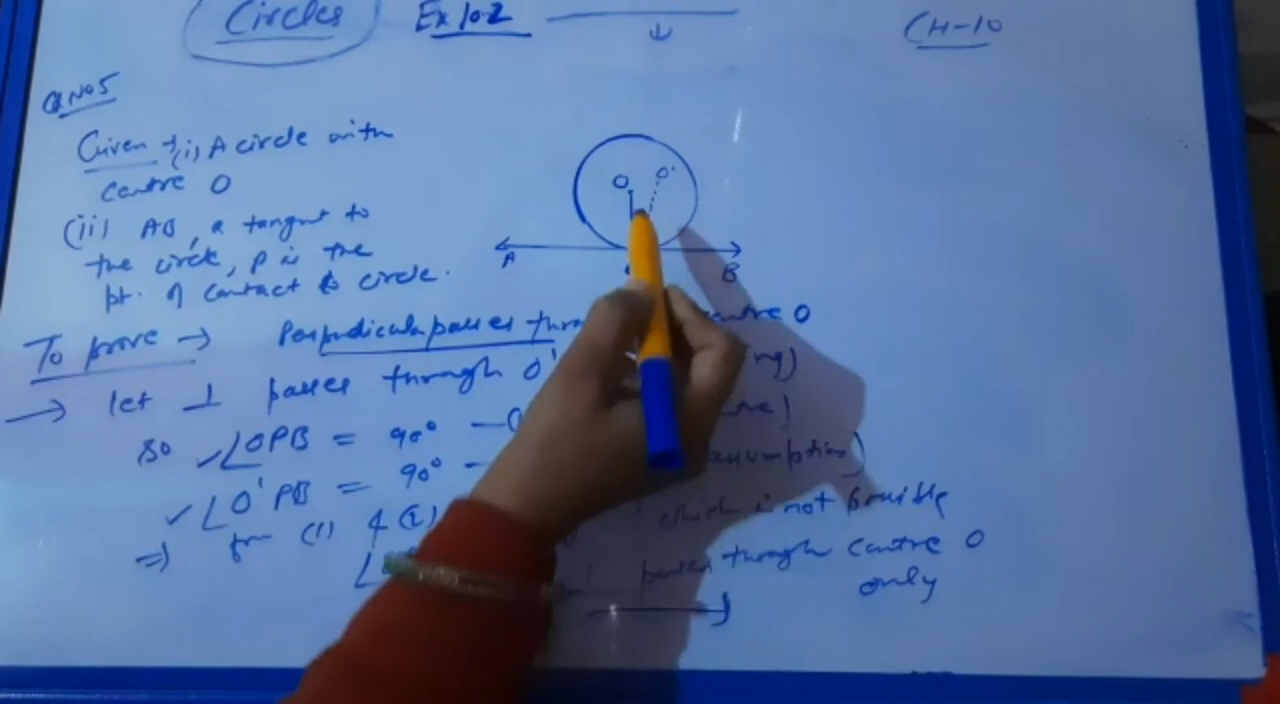 Circles Ex 10.2 CH-10
Q No 5
Given → (i) A circle with
centre O
(ii) AB, a tangent to
the circle, P is the
pt. of contact to circle.
To prove → Perpendicular passes centre O
→ let ⊥ passes through O'
so ∠OPB = 90°
∠O'PB = 90° assumption)
⇒ from (1) & (2) which is not possible
passes through centre O
only
O O'
A B